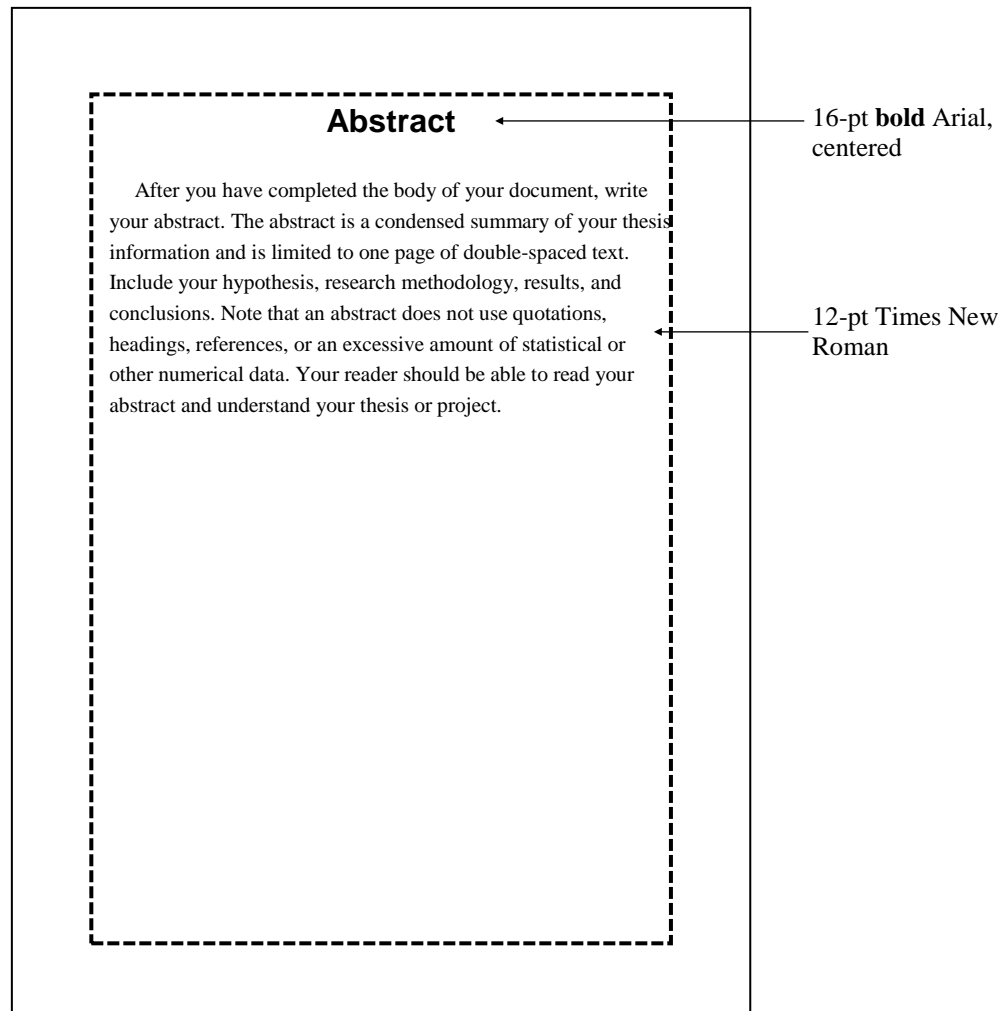 Abstract
16-pt bold Arial,
centered
After you have completed the body of your document, write
your abstract. The abstract is a condensed summary of your thesis
information and is limited to one page of double-spaced text.
Include your hypothesis, research methodology, results, and
conclusions. Note that an abstract does not use quotations,
headings, references, or an excessive amount of statistical or
other numerical data. Your reader should be able to read your
abstract and understand your thesis or project.
12-pt Times New
Roman